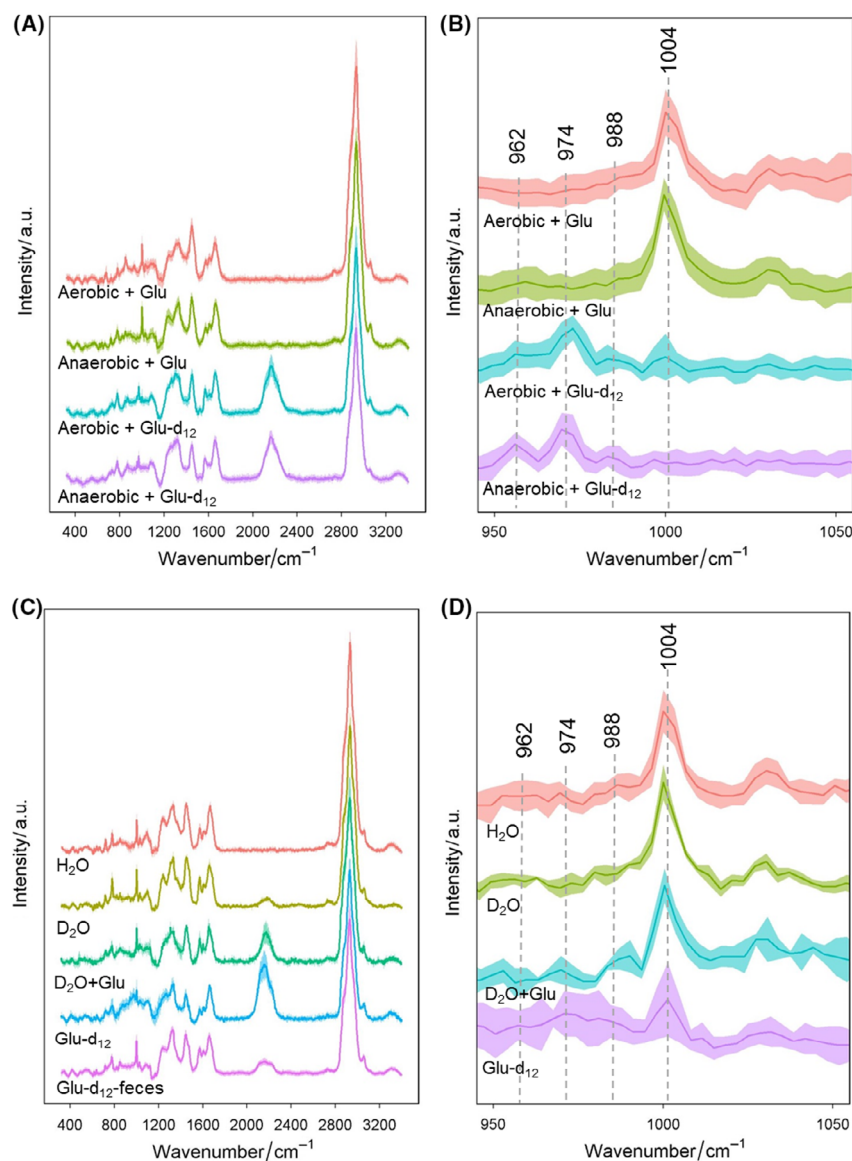 (A)
Intensity/a.u.
Aerobic + Glu
Anaerobic + Glu
Aerobic + Glu-d₁₂
Anaerobic + Glu-d₁₂
400 800 1200 1600 2000 2400 2800 3200
Wavenumber/cm⁻¹
(B)
Intensity/a.u.
962
974
988
1004
Aerobic + Glu
Anaerobic + Glu
Aerobic + Glu-d₁₂
Anaerobic + Glu-d₁₂
950 1000 1050
Wavenumber/cm⁻¹
(C)
Intensity/a.u.
H₂O
D₂O
D₂O+Glu
Glu-d₁₂
Glu-d₁₂-feces
400 800 1200 1600 2000 2400 2800 3200
Wavenumber/cm⁻¹
(D)
Intensity/a.u.
962
974
988
1004
H₂O
D₂O
D₂O+Glu
Glu-d₁₂
950 1000 1050
Wavenumber/cm⁻¹